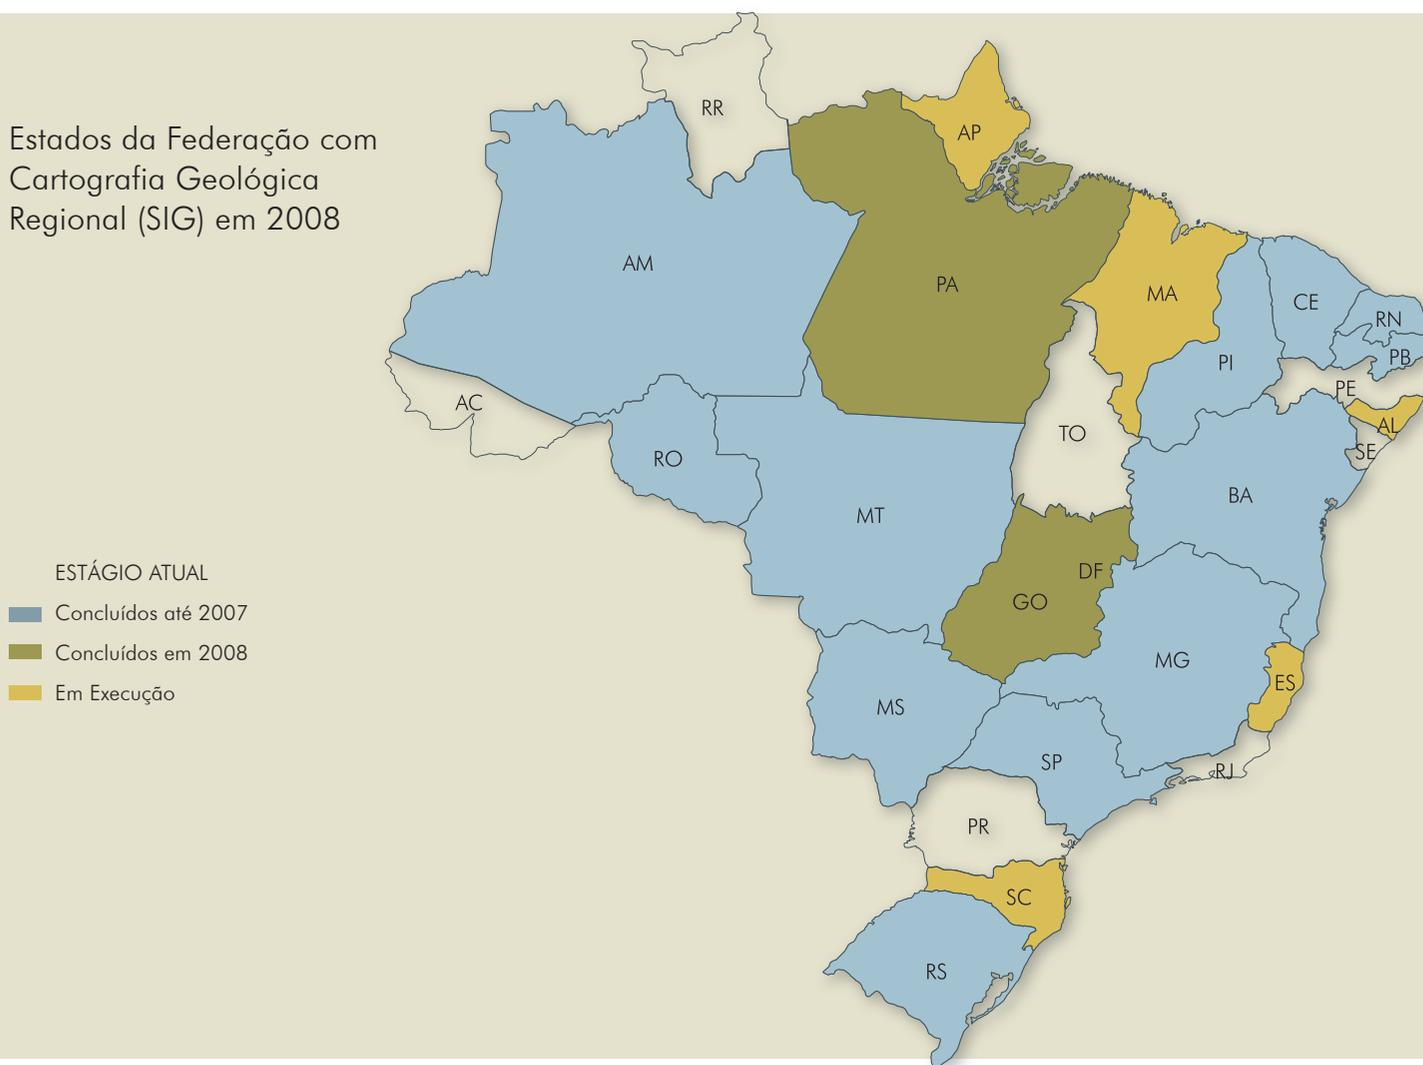 Estados da Federação com
Cartografia Geológica
Regional (SIG) em 2008
RR
AP
AM
PA
MA
CE
RN
PB
PI
PE
AC
AL
TO
SE
RO
BA
MT
ESTÁGIO ATUAL
Concluídos até 2007
Concluídos em 2008
Em Execução
DF
GO
MG
ES
MS
SP
RJ
PR
SC
RS